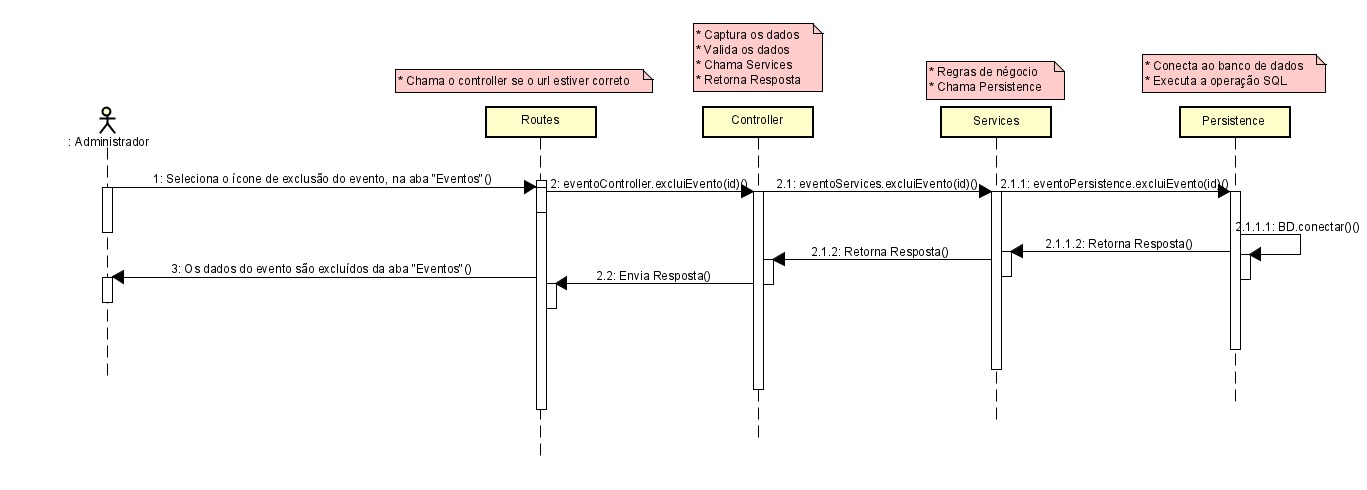 * Captura os dados
* Valida os dados
* Chama Services
* Retorna Resposta
* Chama o controller se o url estiver correto
* Regras de négocio
* Chama Persistence
* Conecta ao banco de dados
* Executa a operação SQL
: Administrador
Routes
Controller
Services
Persistence
1: Seleciona o ícone de exclusão do evento, na aba "Eventos"()
2: eventoController.excluiEvento(id)()
2.1: eventoServices.excluiEvento(id)()
2.1.1: eventoPersistence.excluiEvento(id)()
2.1.1.1: BD.conectar()()
2.1.1.2: Retorna Resposta()
2.1.2: Retorna Resposta()
2.2: Envia Resposta()
3: Os dados do evento são excluídos da aba "Eventos"()